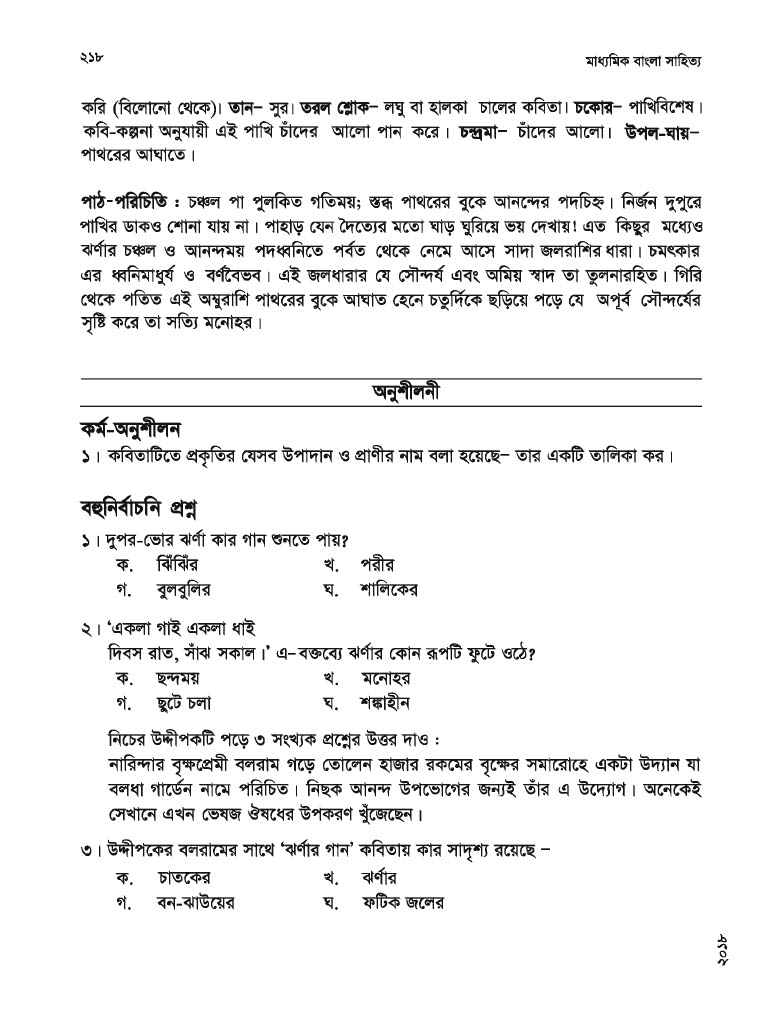 ২১৮
মাধ্যমিক বাংলা সাহিত্য
করি (বিলোনো থেকে)। তান– সুর। তরল শ্লোক– লঘু বা হালকা চালের কবিতা। চকোর– পাখিবিশেষ।
কবি-কল্পনা অনুযায়ী এই পাখি চাঁদের আলো পান করে। চন্দ্রমা– চাঁদের আলো। উপল-ঘায়–
পাথরের আঘাতে।
পাঠ-পরিচিতি : চঞ্চল পা পুলকিত গতিময়; স্তব্ধ পাথরের বুকে আনন্দের পদচিহ্ন। নির্জন দুপুরে
পাখির ডাকও শোনা যায় না। পাহাড় যেন দৈত্যের মতো ঘাড় ঘুরিয়ে ভয় দেখায়! এত কিছুর মধ্যেও
ঝর্ণার চঞ্চল ও আনন্দময় পদধ্বনিতে পর্বত থেকে নেমে আসে সাদা জলরাশির ধারা। চমৎকার
এর ধ্বনিমাধুর্য ও বর্ণবৈভব। এই জলধারার যে সৌন্দর্য এবং অমিয় স্বাদ তা তুলনারহিত। গিরি
থেকে পতিত এই অম্বুরাশি পাথরের বুকে আঘাত হেনে চতুর্দিকে ছড়িয়ে পড়ে যে অপূর্ব সৌন্দর্যের
সৃষ্টি করে তা সত্যি মনোহর।
অনুশীলনী
কর্ম-অনুশীলন
১। কবিতাটিতে প্রকৃতির যেসব উপাদান ও প্রাণীর নাম বলা হয়েছে– তার একটি তালিকা কর।
বহুনির্বাচনি প্রশ্ন
১। দুপর-ভোর ঝর্ণা কার গান শুনতে পায়?
ক. ঝিঁঝিঁর খ. পরীর
গ. বুলবুলির ঘ. শালিকের
২। ‘একলা গাই একলা ধাই
দিবস রাত, সাঁঝ সকাল।’ এ–বক্তব্যে ঝর্ণার কোন রূপটি ফুটে ওঠে?
ক. ছন্দময় খ. মনোহর
গ. ছুটে চলা ঘ. শঙ্কাহীন
নিচের উদ্দীপকটি পড়ে ৩ সংখ্যক প্রশ্নের উত্তর দাও :
নারিন্দার বৃক্ষপ্রেমী বলরাম গড়ে তোলেন হাজার রকমের বৃক্ষের সমারোহে একটা উদ্যান যা
বলধা গার্ডেন নামে পরিচিত। নিছক আনন্দ উপভোগের জন্যই তাঁর এ উদ্যোগ। অনেকেই
সেখানে এখন ভেষজ ঔষধের উপকরণ খুঁজেছেন।
৩। উদ্দীপকের বলরামের সাথে ‘ঝর্ণার গান’ কবিতায় কার সাদৃশ্য রয়েছে –
ক. চাতকের খ. ঝর্ণার
গ. বন-ঝাউয়ের ঘ. ফটিক জলের
২০১৮